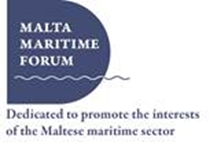 MALTA
MARITIME
FORUM
Dedicated to promote the interests
of the Maltese maritime sector